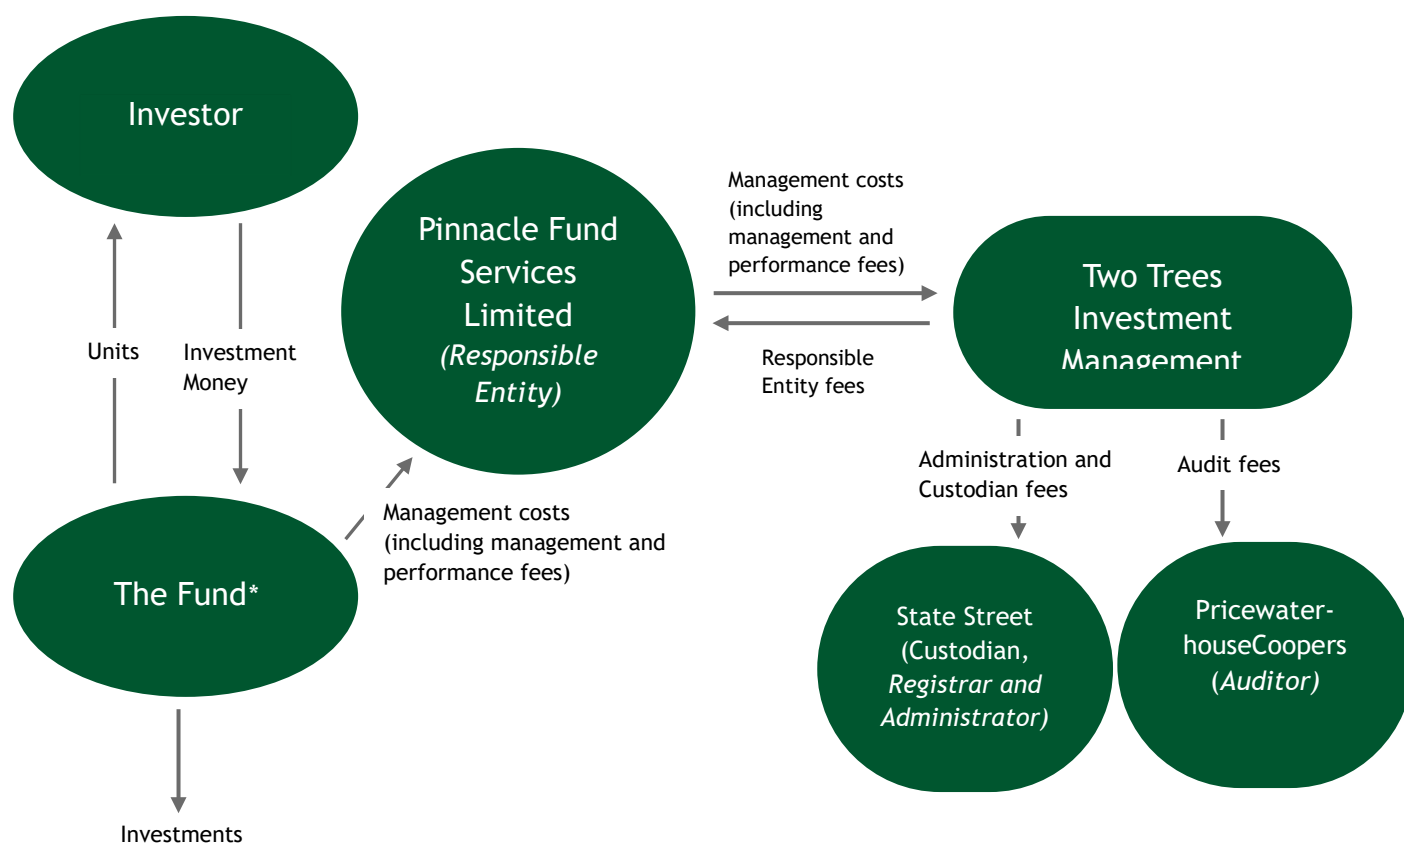 Investor
Pinnacle Fund
Services
Limited
(Responsible
Entity)
Management costs
(including
management and
performance fees)
Two Trees
Investment
Management
Units
Investment
Money
Responsible
Entity fees
Administration and
Custodian fees
Audit fees
Management costs
(including management and
performance fees)
The Fund*
State Street
(Custodian,
Registrar and
Administrator)
Pricewater-
houseCoopers
(Auditor)
Investments